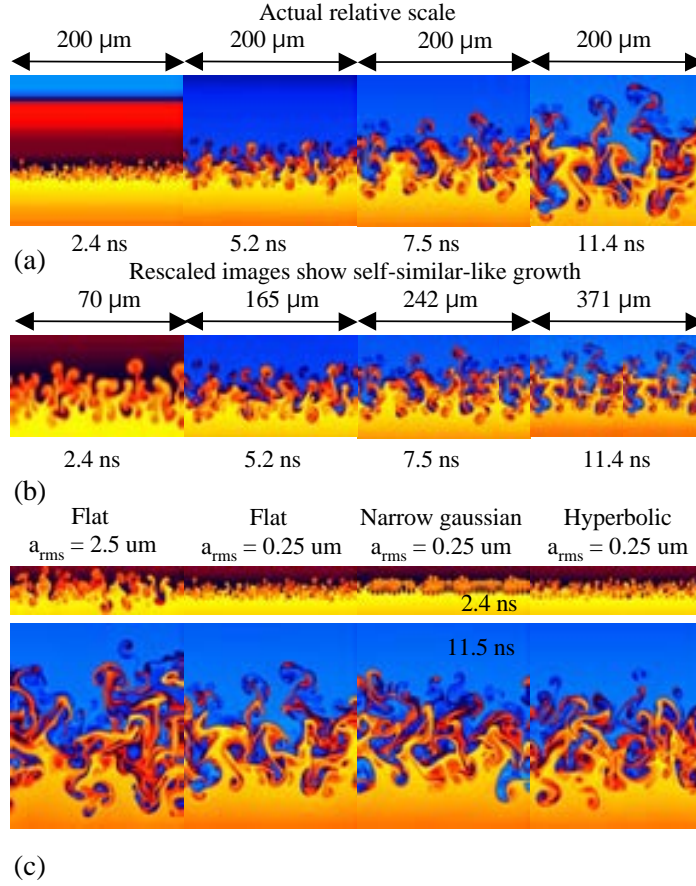 Actual relative scale
200 µm 200 µm 200 µm 200 µm
2.4 ns 5.2 ns 7.5 ns 11.4 ns
(a)
Rescaled images show self-similar-like growth
70 µm 165 µm 242 µm 371 µm
2.4 ns 5.2 ns 7.5 ns 11.4 ns
(b)
Flat Flat Narrow gaussian Hyperbolic
a_rms = 2.5 um a_rms = 0.25 um a_rms = 0.25 um a_rms = 0.25 um
2.4 ns
11.5 ns
(c)